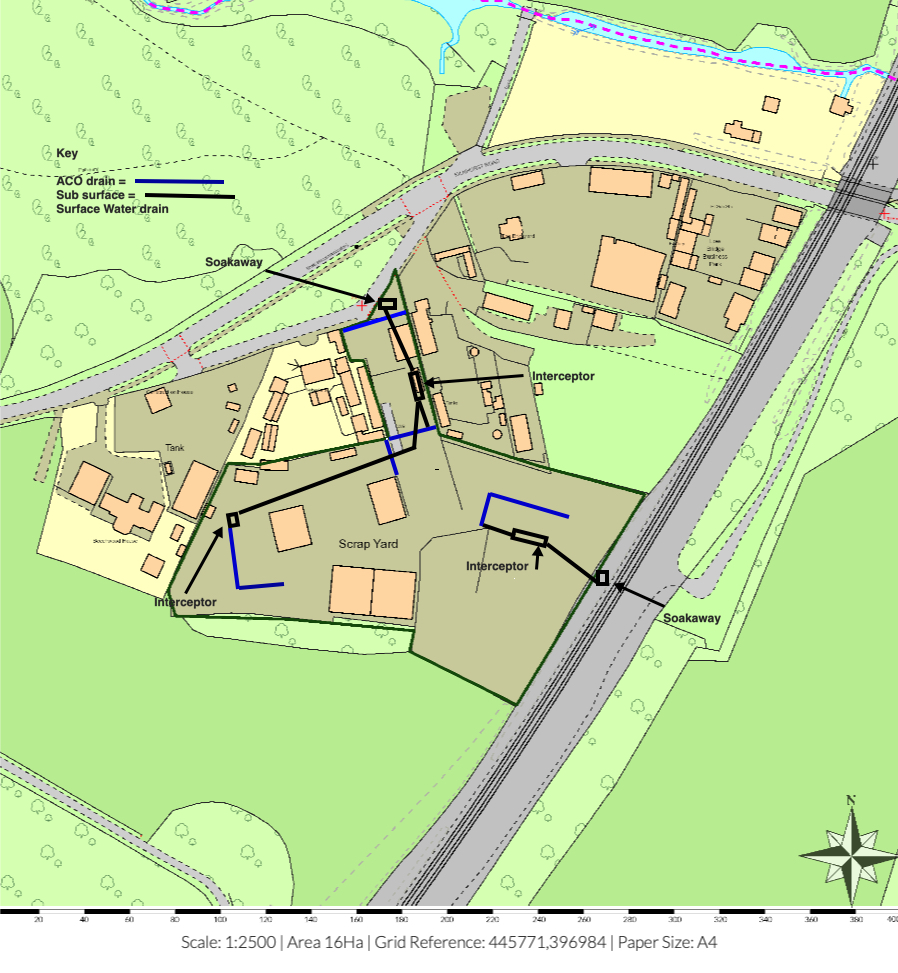 Key
ACO drain =
Sub surface =
Surface Water drain
Soakaway
Interceptor
Tank
Scrap Yard
Interceptor
Interceptor
Soakaway
N
20 40 60 80 100 120 140 160 180 200 220 240 260 280 300 320 340 360 380 400
Scale: 1:2500 | Area 16Ha | Grid Reference: 445771,396984 | Paper Size: A4